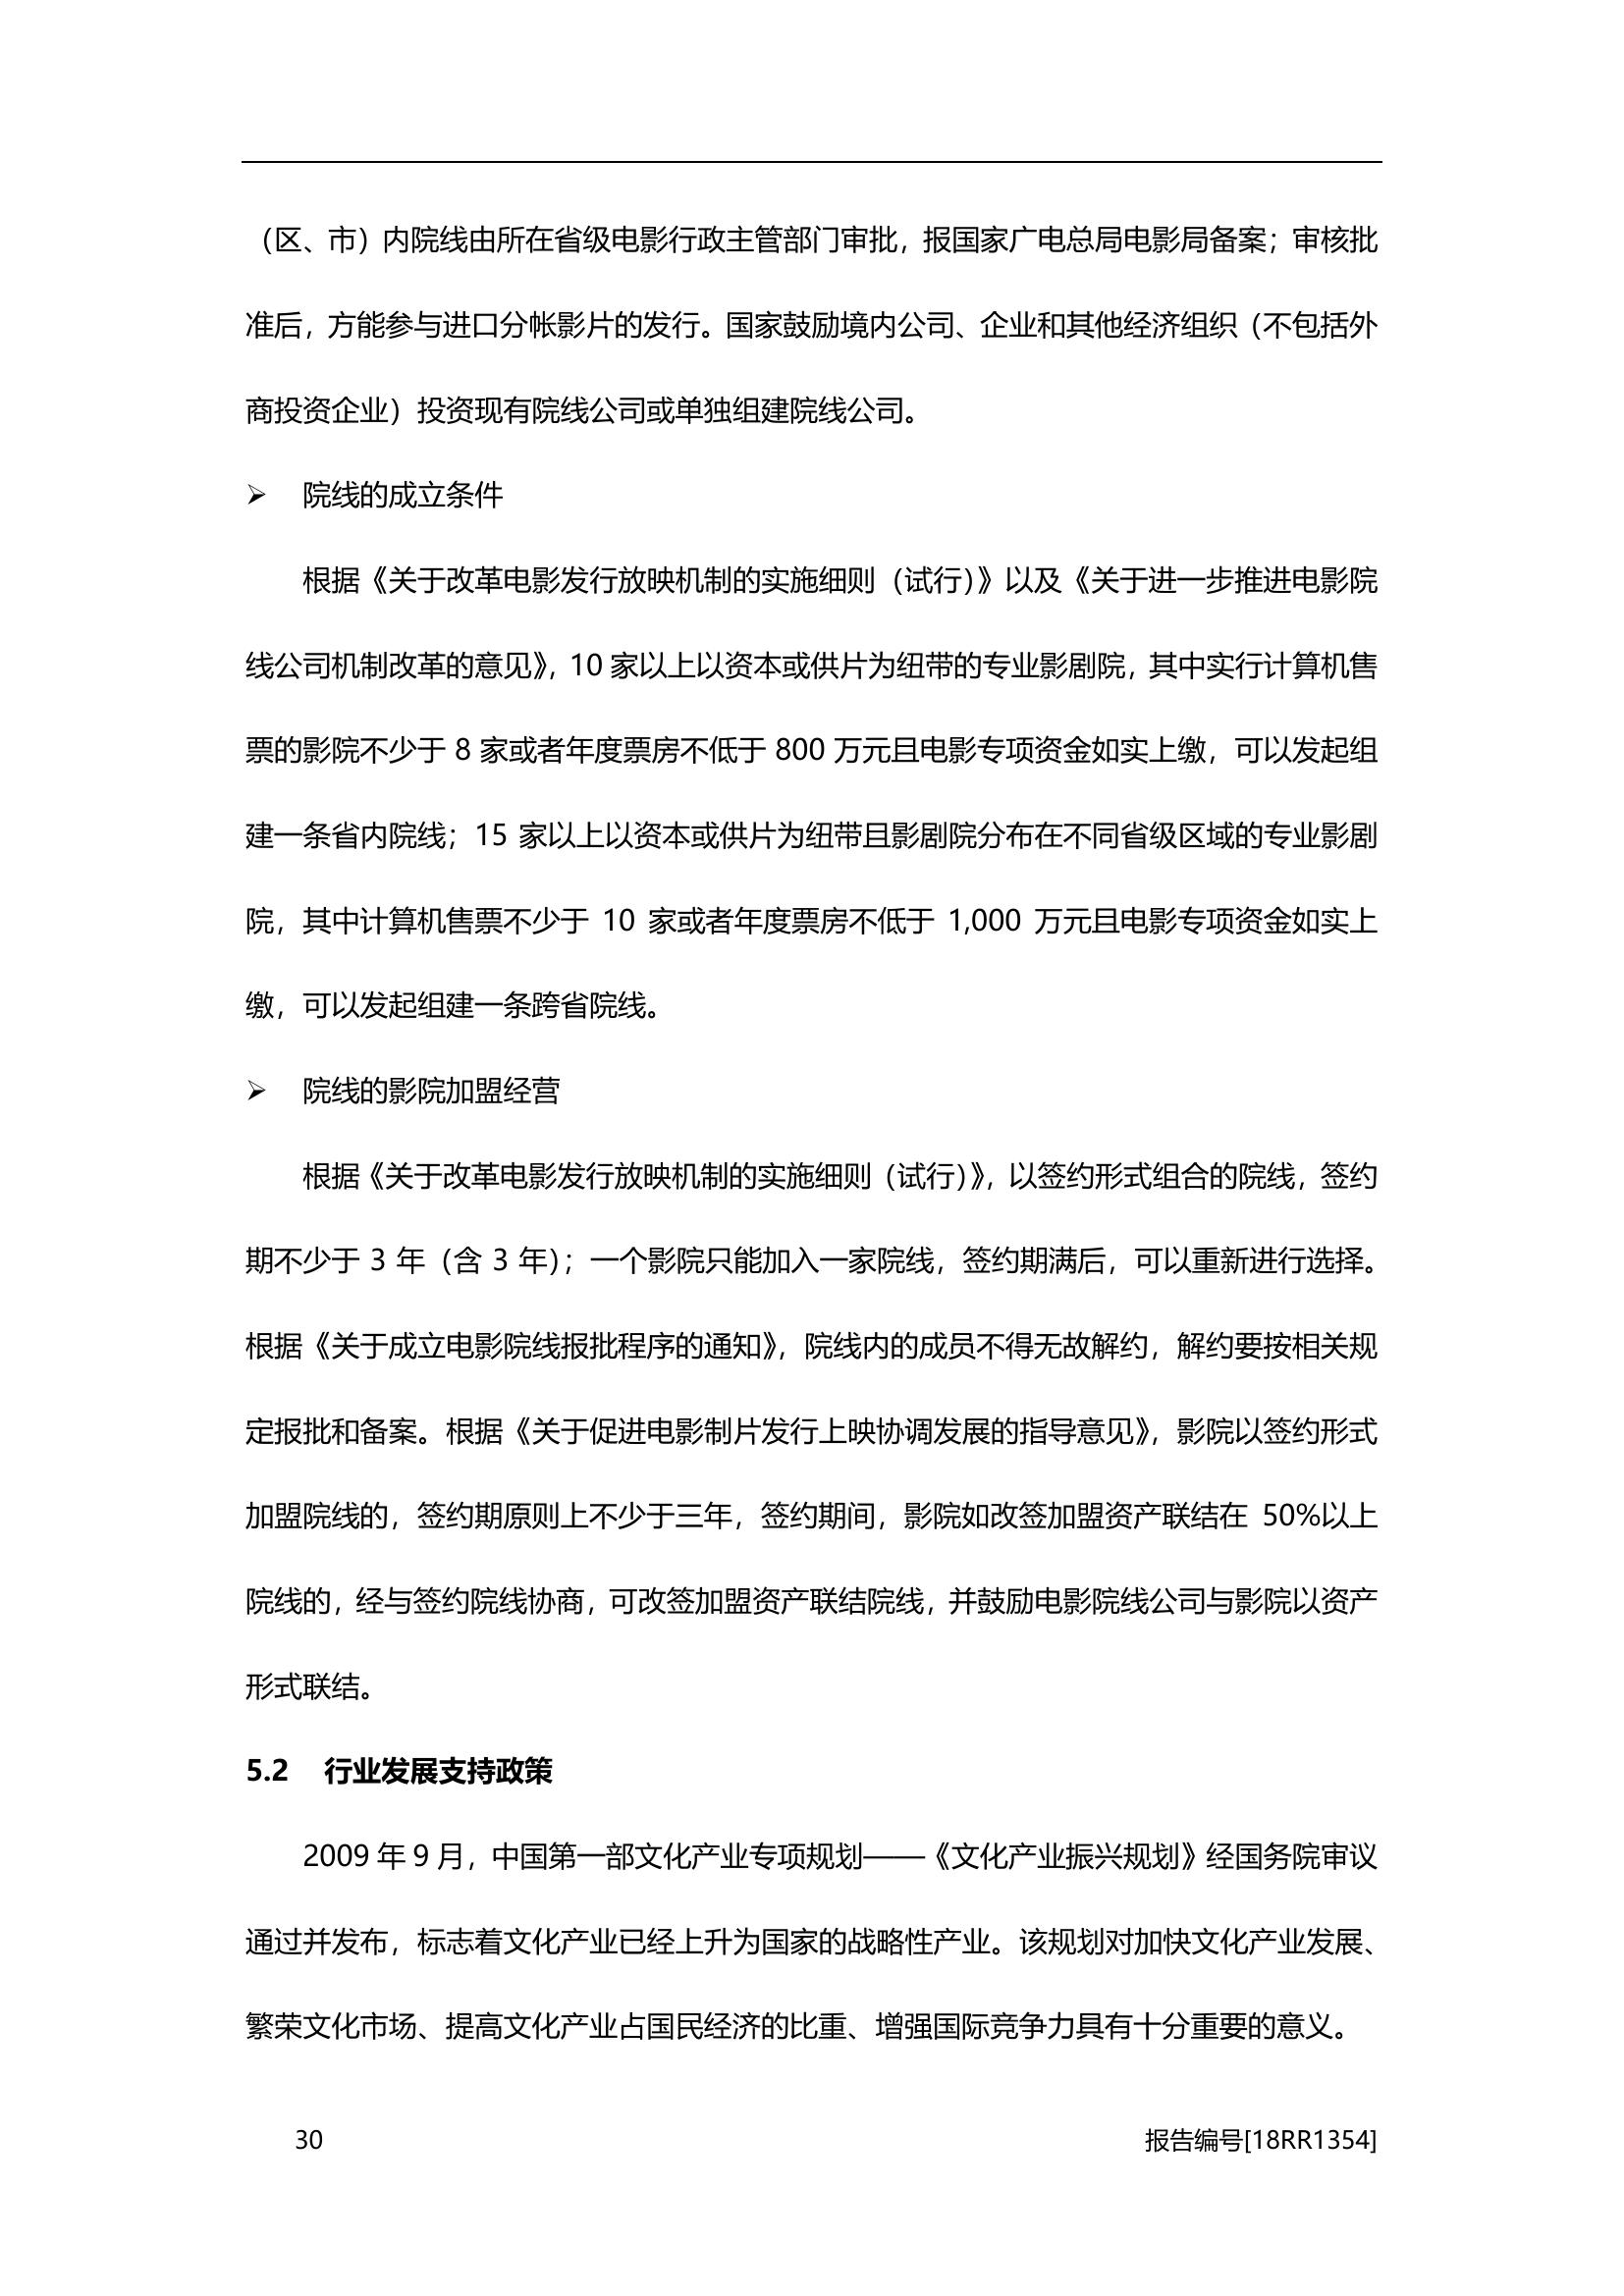 （区、市）内院线由所在省级电影行政主管部门审批，报国家广电总局电影局备案；审核批
准后，方能参与进口分帐影片的发行。国家鼓励境内公司、企业和其他经济组织（不包括外
商投资企业）投资现有院线公司或单独组建院线公司。
➢ 院线的成立条件
根据《关于改革电影发行放映机制的实施细则（试行）》以及《关于进一步推进电影院
线公司机制改革的意见》，10 家以上以资本或供片为纽带的专业影剧院，其中实行计算机售
票的影院不少于 8 家或者年度票房不低于 800 万元且电影专项资金如实上缴，可以发起组
建一条省内院线；15 家以上以资本或供片为纽带且影剧院分布在不同省级区域的专业影剧
院，其中计算机售票不少于 10 家或者年度票房不低于 1,000 万元且电影专项资金如实上
缴，可以发起组建一条跨省院线。
➢ 院线的影院加盟经营
根据《关于改革电影发行放映机制的实施细则（试行）》，以签约形式组合的院线，签约
期不少于 3 年（含 3 年）；一个影院只能加入一家院线，签约期满后，可以重新进行选择。
根据《关于成立电影院线报批程序的通知》，院线内的成员不得无故解约，解约要按相关规
定报批和备案。根据《关于促进电影制片发行上映协调发展的指导意见》，影院以签约形式
加盟院线的，签约期原则上不少于三年，签约期间，影院如改签加盟资产联结在 50%以上
院线的，经与签约院线协商，可改签加盟资产联结院线，并鼓励电影院线公司与影院以资产
形式联结。
5.2 行业发展支持政策
2009 年 9 月，中国第一部文化产业专项规划——《文化产业振兴规划》经国务院审议
通过并发布，标志着文化产业已经上升为国家的战略性产业。该规划对加快文化产业发展、
繁荣文化市场、提高文化产业占国民经济的比重、增强国际竞争力具有十分重要的意义。
30 报告编号[18RR1354]